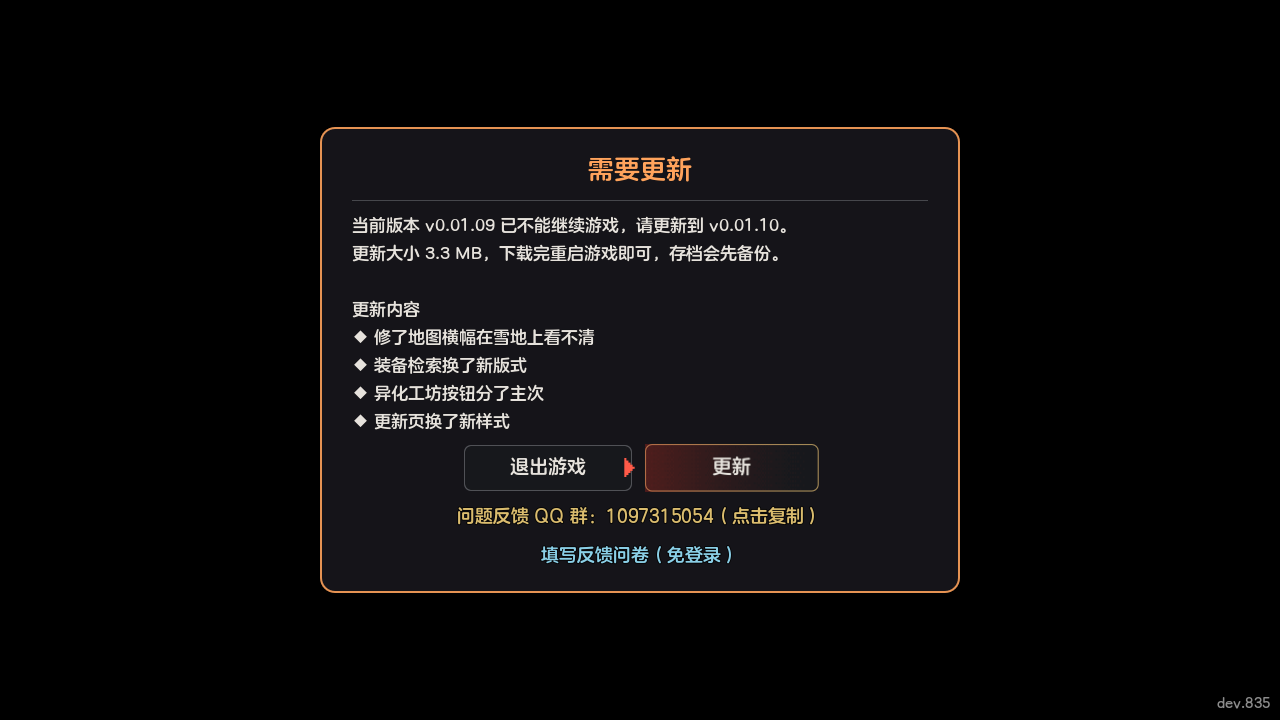 需要更新
当前版本 v0.01.09 已不能继续游戏，请更新到 v0.01.10。
更新大小 3.3 MB，下载完重启游戏即可，存档会先备份。
更新内容
◆ 修了地图横幅在雪地上看不清
◆ 装备检索换了新版式
◆ 异化工坊按钮分了主次
◆ 更新页换了新样式
退出游戏 更新
问题反馈 QQ 群：1097315054（点击复制）
填写反馈问卷（免登录）
dev.835